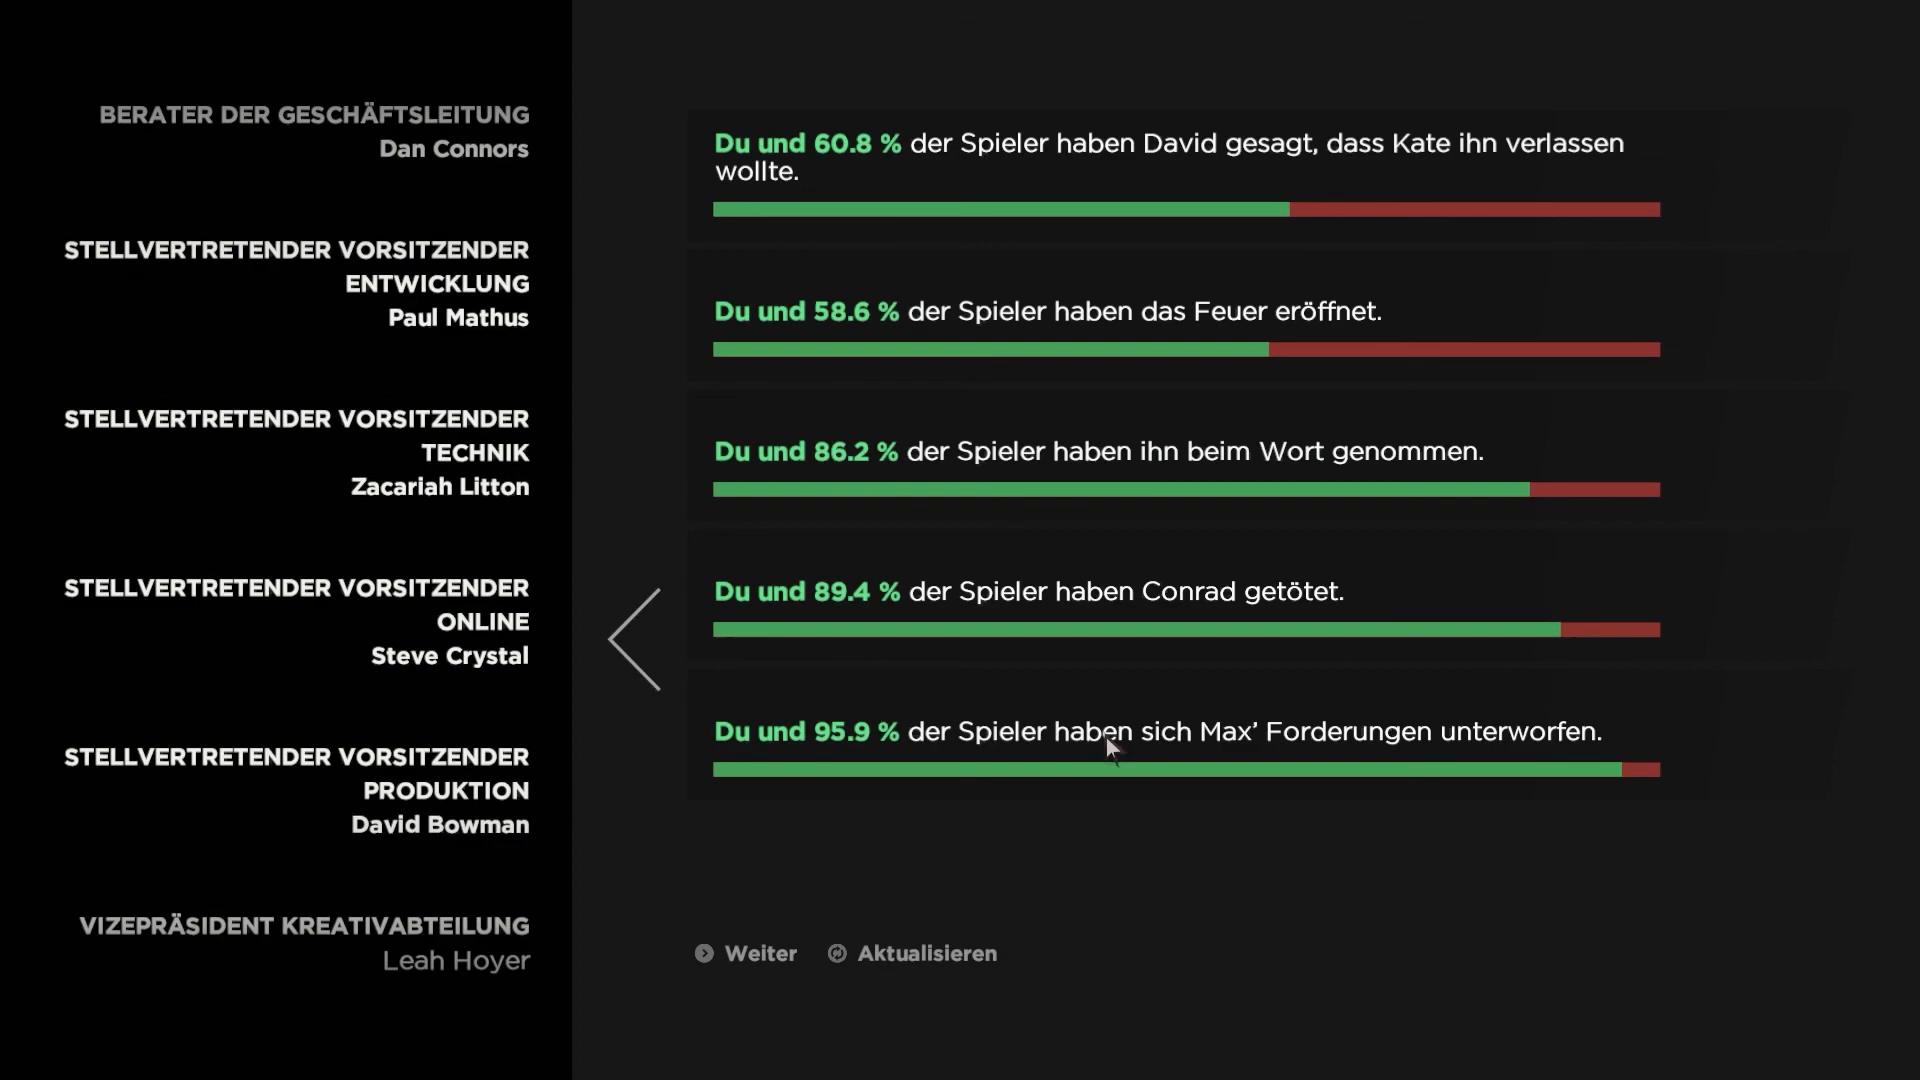 BERATER DER GESCHÄFTSLEITUNG
Dan Connors
STELLVERTRETENDER VORSITZENDER
ENTWICKLUNG
Paul Mathus
STELLVERTRETENDER VORSITZENDER
TECHNIK
Zacariah Litton
STELLVERTRETENDER VORSITZENDER
ONLINE
Steve Crystal
STELLVERTRETENDER VORSITZENDER
PRODUKTION
David Bowman
VIZEPRÄSIDENT KREATIVABTEILUNG
Leah Hoyer
Du und 60.8 % der Spieler haben David gesagt, dass Kate ihn verlassen
wollte.
Du und 58.6 % der Spieler haben das Feuer eröffnet.
Du und 86.2 % der Spieler haben ihn beim Wort genommen.
Du und 89.4 % der Spieler haben Conrad getötet.
Du und 95.9 % der Spieler haben sich Max’ Forderungen unterworfen.
Weiter
Aktualisieren